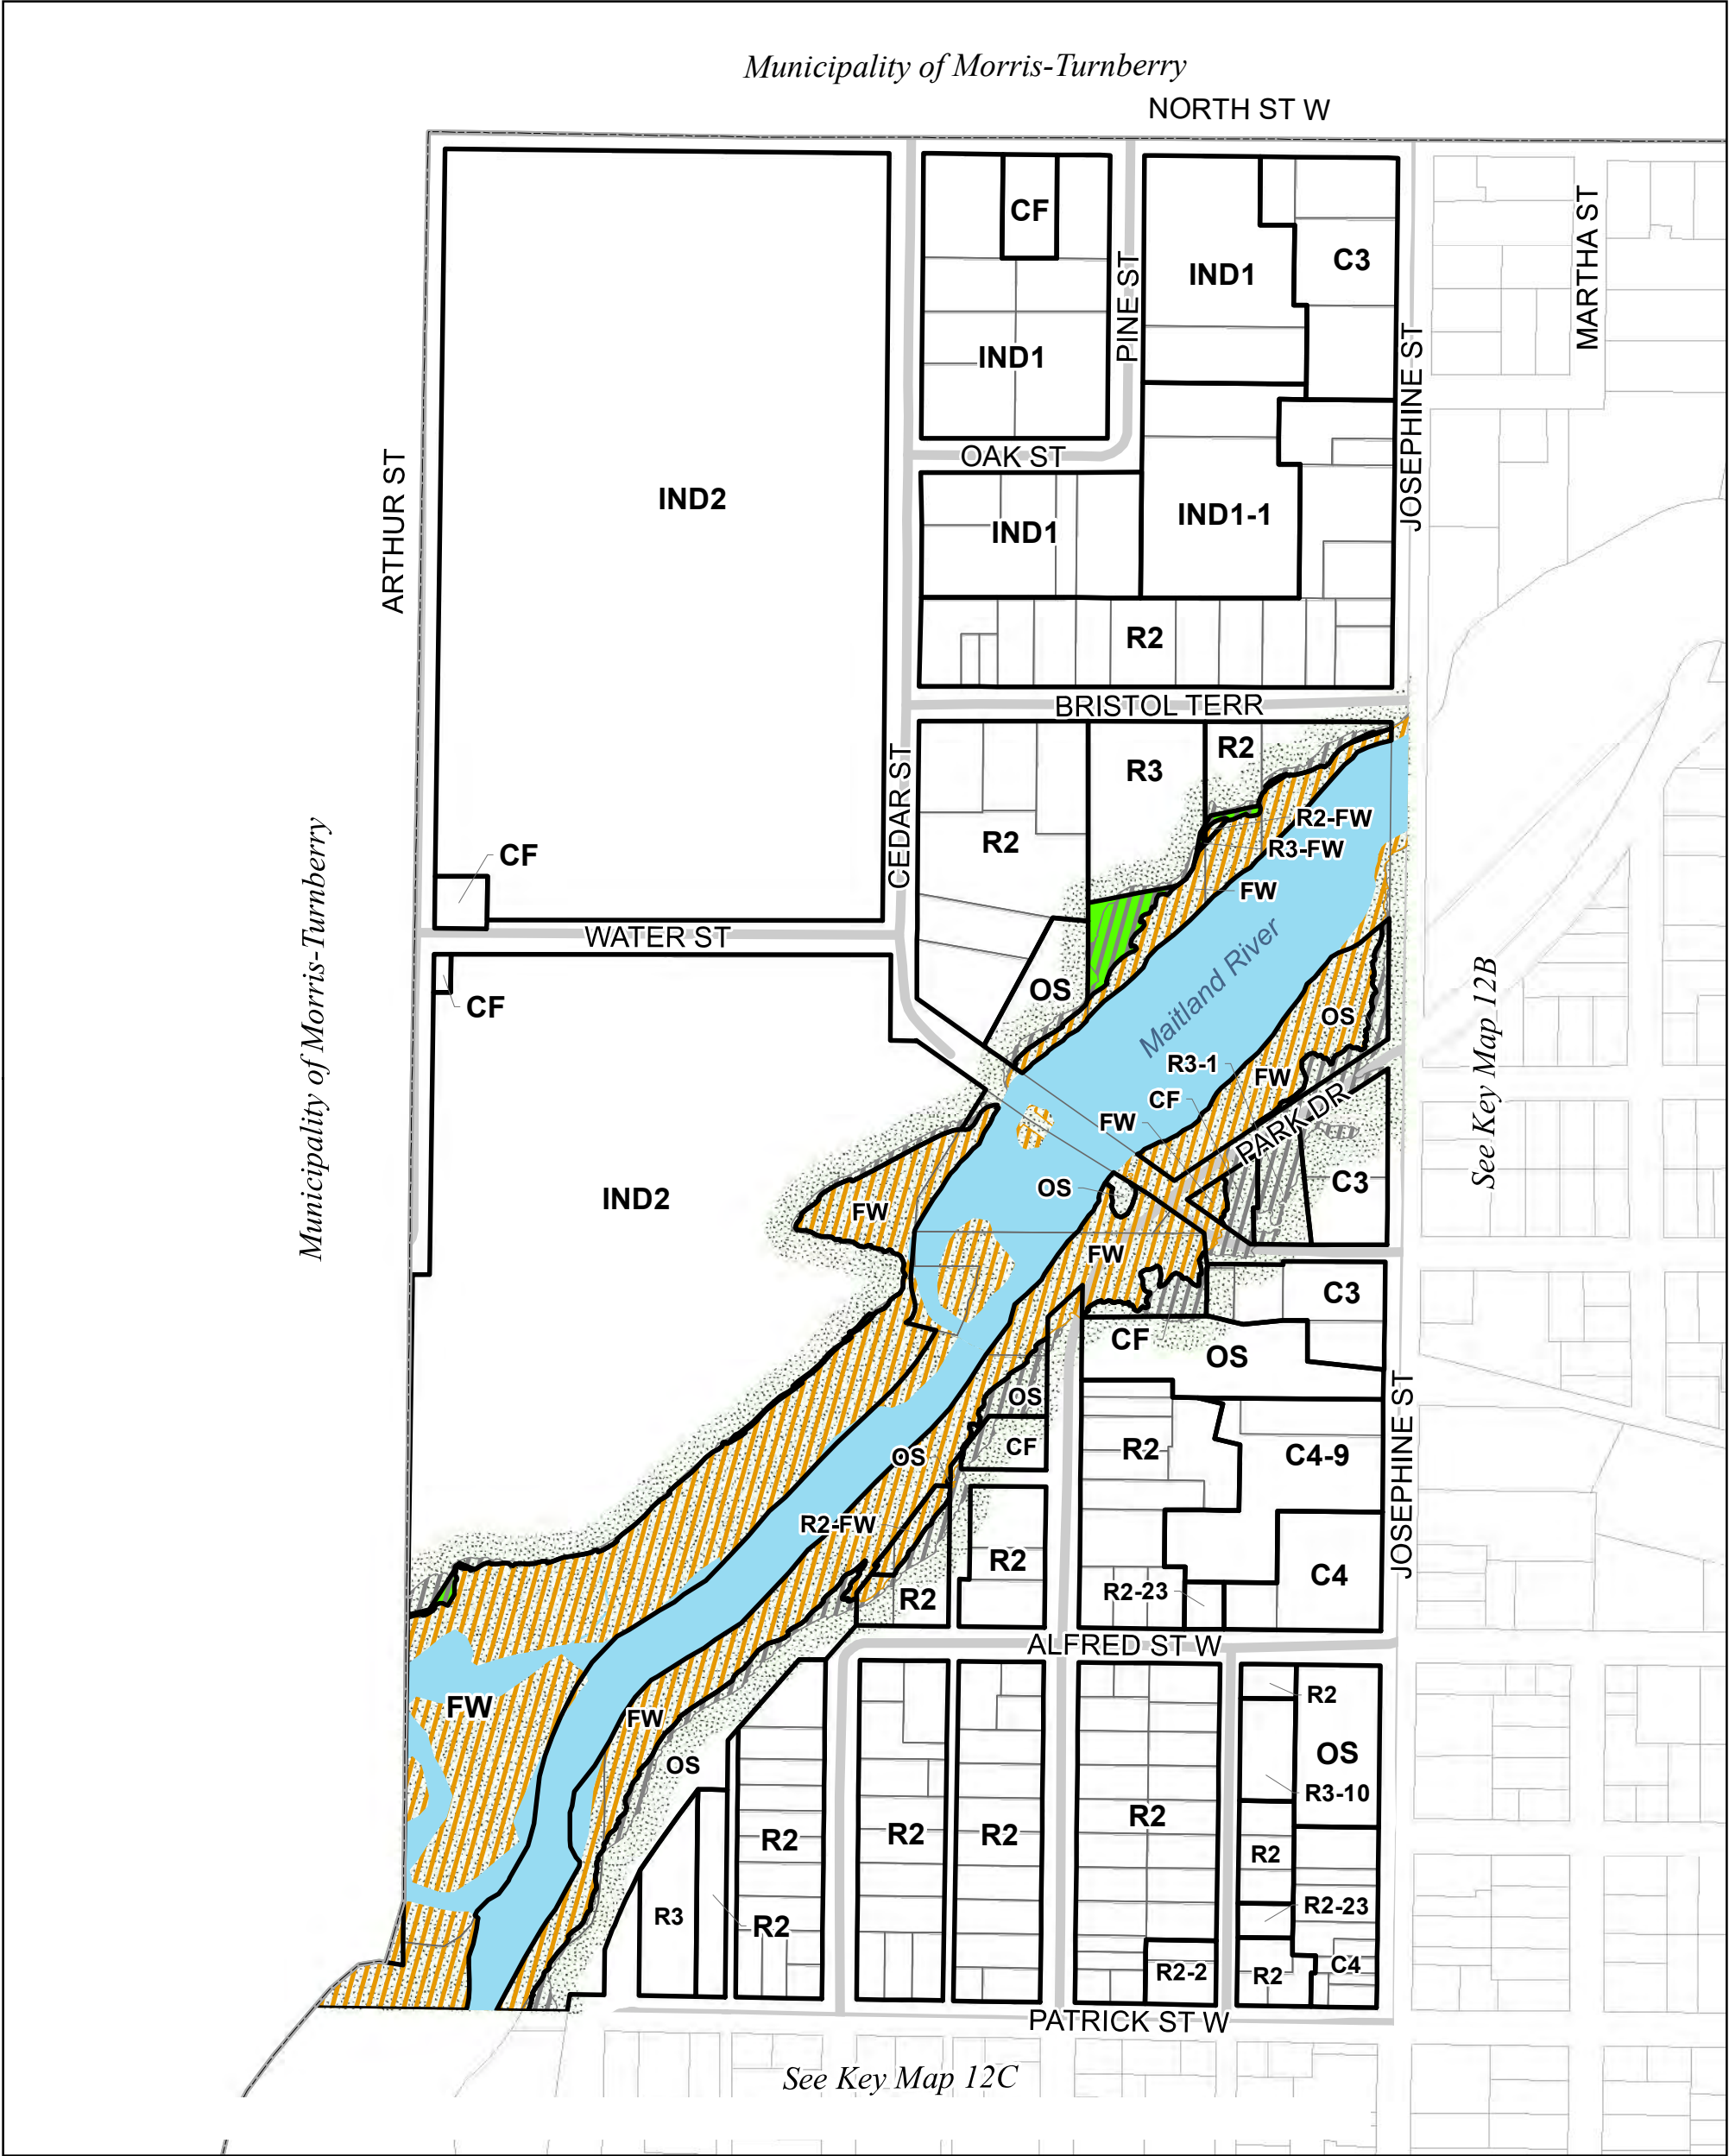 Municipality of Morris-Turnberry
NORTH ST W
MARTHA ST
CF
C3
IND1
PINE ST
IND1
JOSEPHINE ST
OAK ST
ARTHUR ST
IND2
IND1-1
IND1
R2
BRISTOL TERR
R2
R3
CEDAR ST
R2-FW
R2
R3-FW
CF
FW
Municipality of Morris-Turnberry
WATER ST
Maitland River
OS
CF
OS
See Key Map 12B
R3-1
FW
CF
PARK DR
FW
C3
OS
IND2
FW
FW
C3
CF
OS
OS
JOSEPHINE ST
CF
R2
C4-9
OS
R2-FW
R2
C4
R2-23
R2
ALFRED ST W
R2
FW
FW
OS
OS
R3-10
R2
R2
R2
R2
R2
R2-23
R3
R2
C4
R2-2
R2
PATRICK ST W
See Key Map 12C